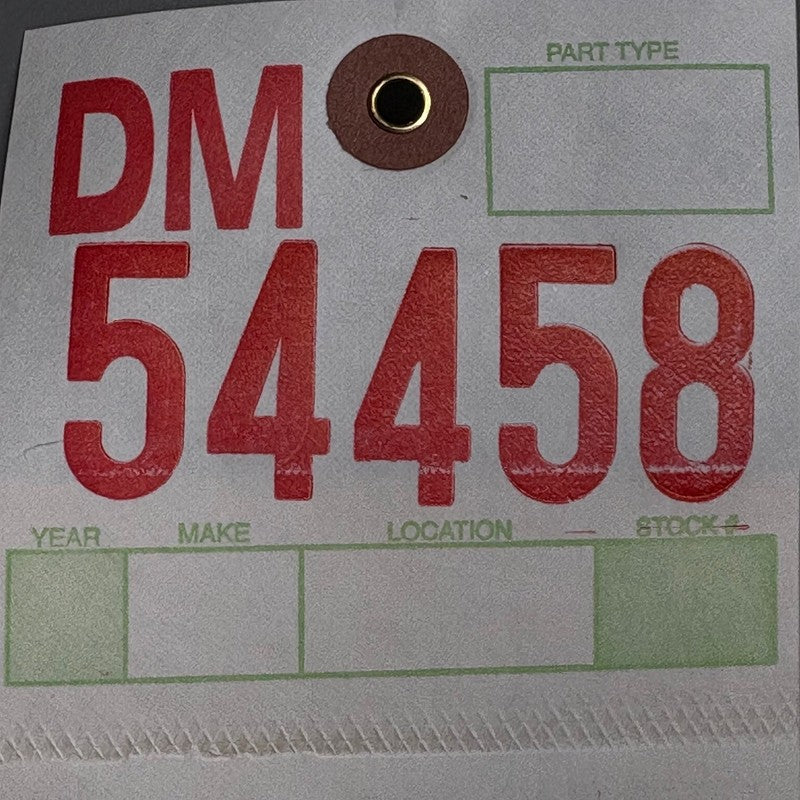 PART TYPE
DM
54458
YEAR MAKE LOCATION STOCK #